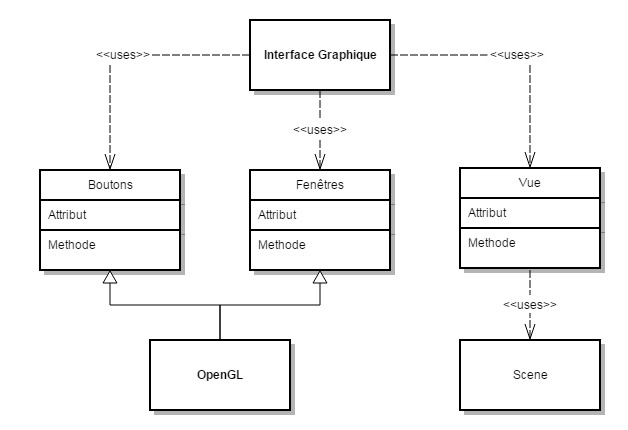 Interface Graphique
<<uses>>
<<uses>>
<<uses>>
Boutons
Attribut
Methode
Fenêtres
Attribut
Methode
Vue
Attribut
Methode
<<uses>>
OpenGL
Scene